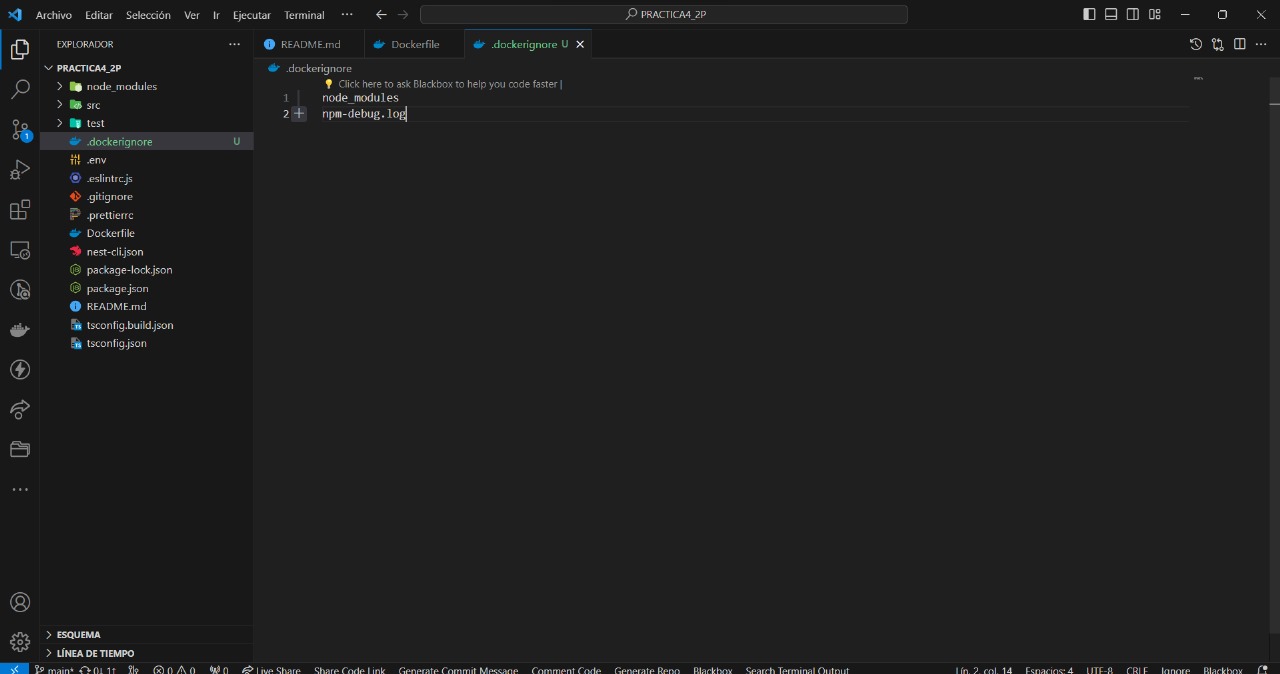 Archivo Editar Selección Ver Ir Ejecutar Terminal ··· PRACTICA4_2P
EXPLORADOR ···
README.md Dockerfile .dockerignore U
PRACTICA4_2P
node_modules
src
test
.dockerignore U
.env
.eslintrc.js
.gitignore
.prettierrc
Dockerfile
nest-cli.json
package-lock.json
package.json
README.md
tsconfig.build.json
tsconfig.json
ESQUEMA
LÍNEA DE TIEMPO
1
.dockerignore
Click here to ask Blackbox to help you code faster |
1 node_modules
2 npm-debug.log
main* 0↓ 1↑ 0 0 0 Live Share Share Code Link Generate Commit Message Comment Code Generate Repo Blackbox Search Terminal Output Lín. 2, col. 14 Espacios: 4 UTF-8 CRLF Ignore Blackbox